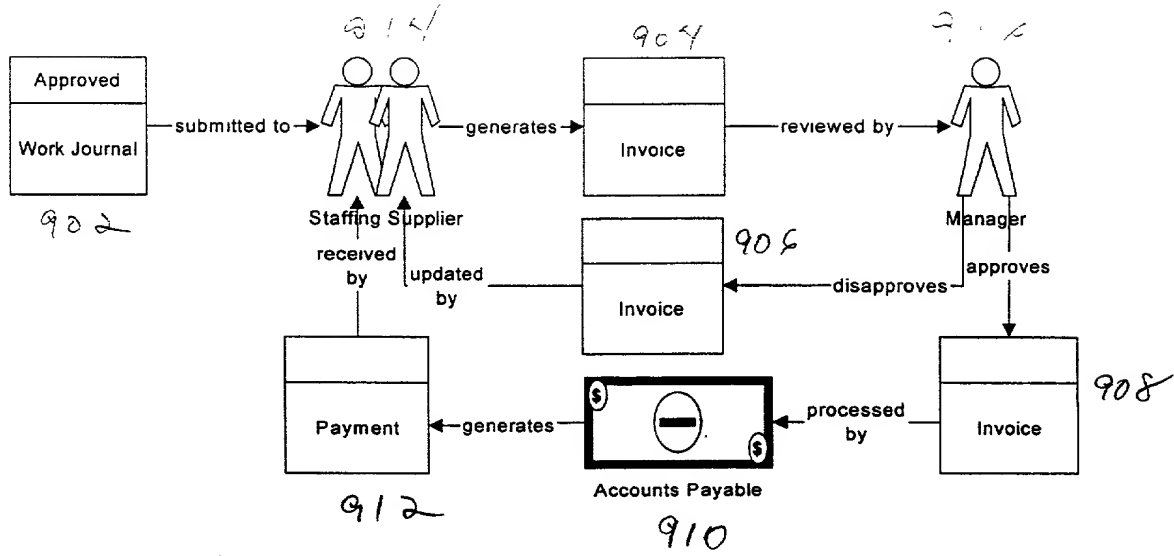 904
Approved
Work Journal
submitted to
generates
Invoice
reviewed by
902
Staffing Supplier
Manager
received
by
updated
by
906
Invoice
disapproves
approves
908
Payment
generates
$
$
processed
by
Invoice
Accounts Payable
912
910